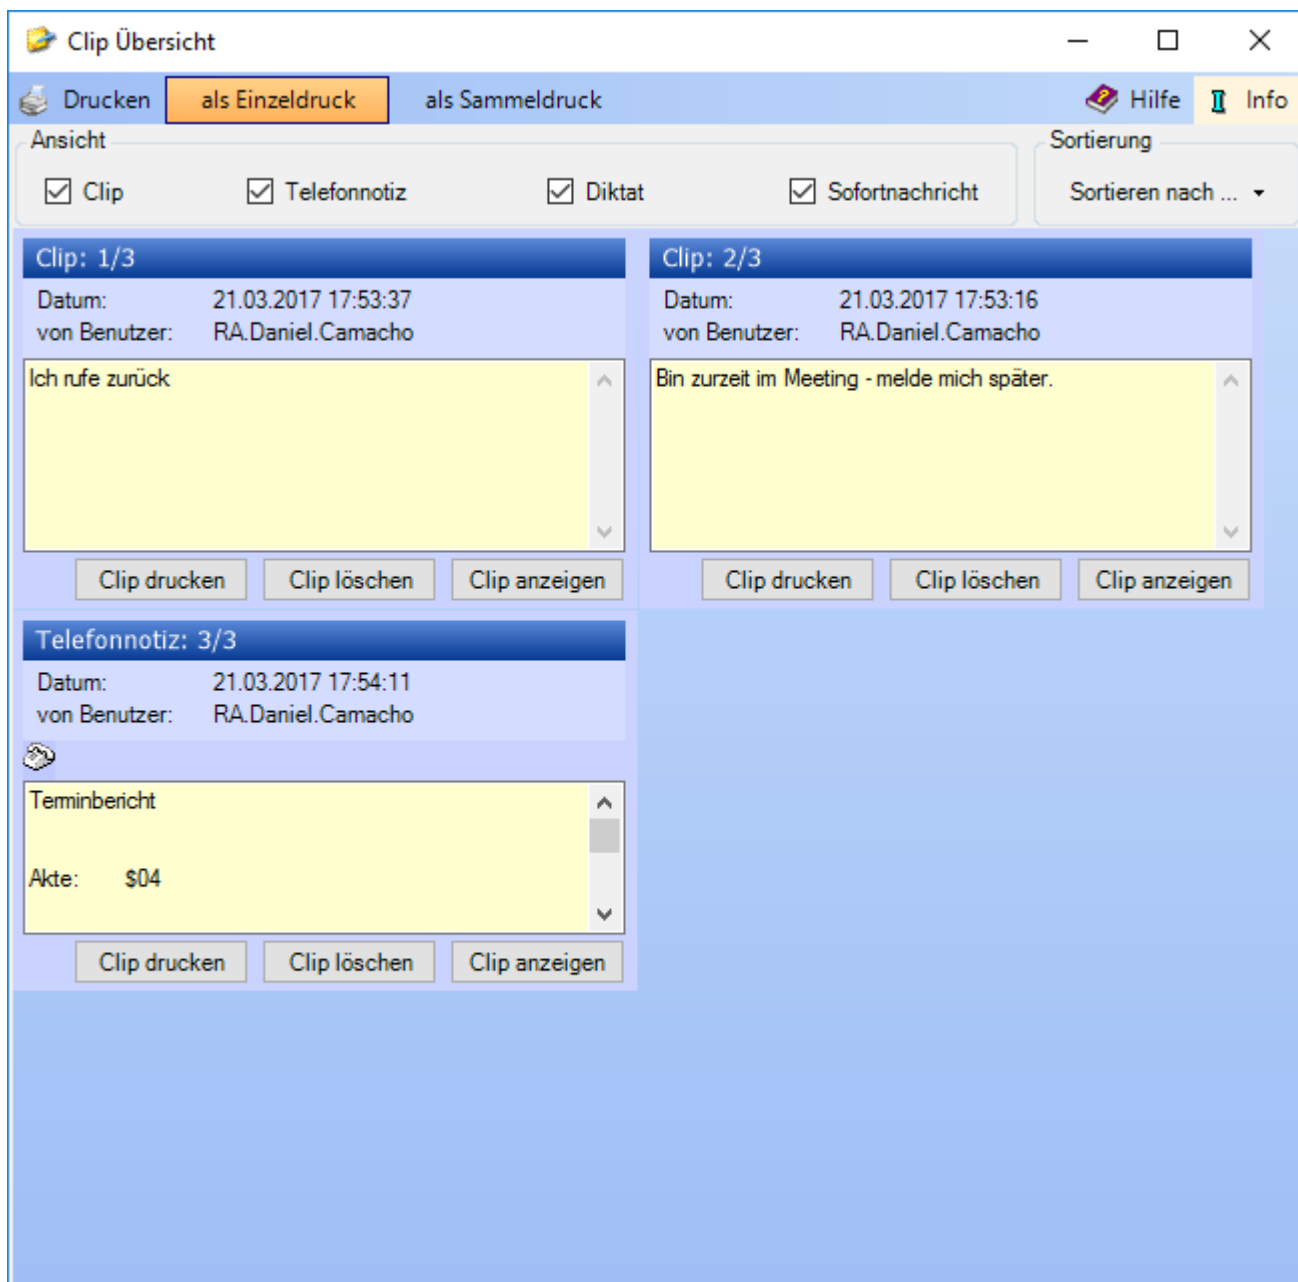 Clip Übersicht
Drucken als Einzeldruck als Sammeldruck Hilfe Info
Ansicht Sortierung
Clip Telefonnotiz Diktat Sofortnachricht Sortieren nach ...
Clip: 1/3
Datum: 21.03.2017 17:53:37
von Benutzer: RA.Daniel.Camacho
Ich rufe zurück
Clip drucken Clip löschen Clip anzeigen
Clip: 2/3
Datum: 21.03.2017 17:53:16
von Benutzer: RA.Daniel.Camacho
Bin zurzeit im Meeting - melde mich später.
Clip drucken Clip löschen Clip anzeigen
Telefonnotiz: 3/3
Datum: 21.03.2017 17:54:11
von Benutzer: RA.Daniel.Camacho
Terminbericht
Akte: $04
Clip drucken Clip löschen Clip anzeigen